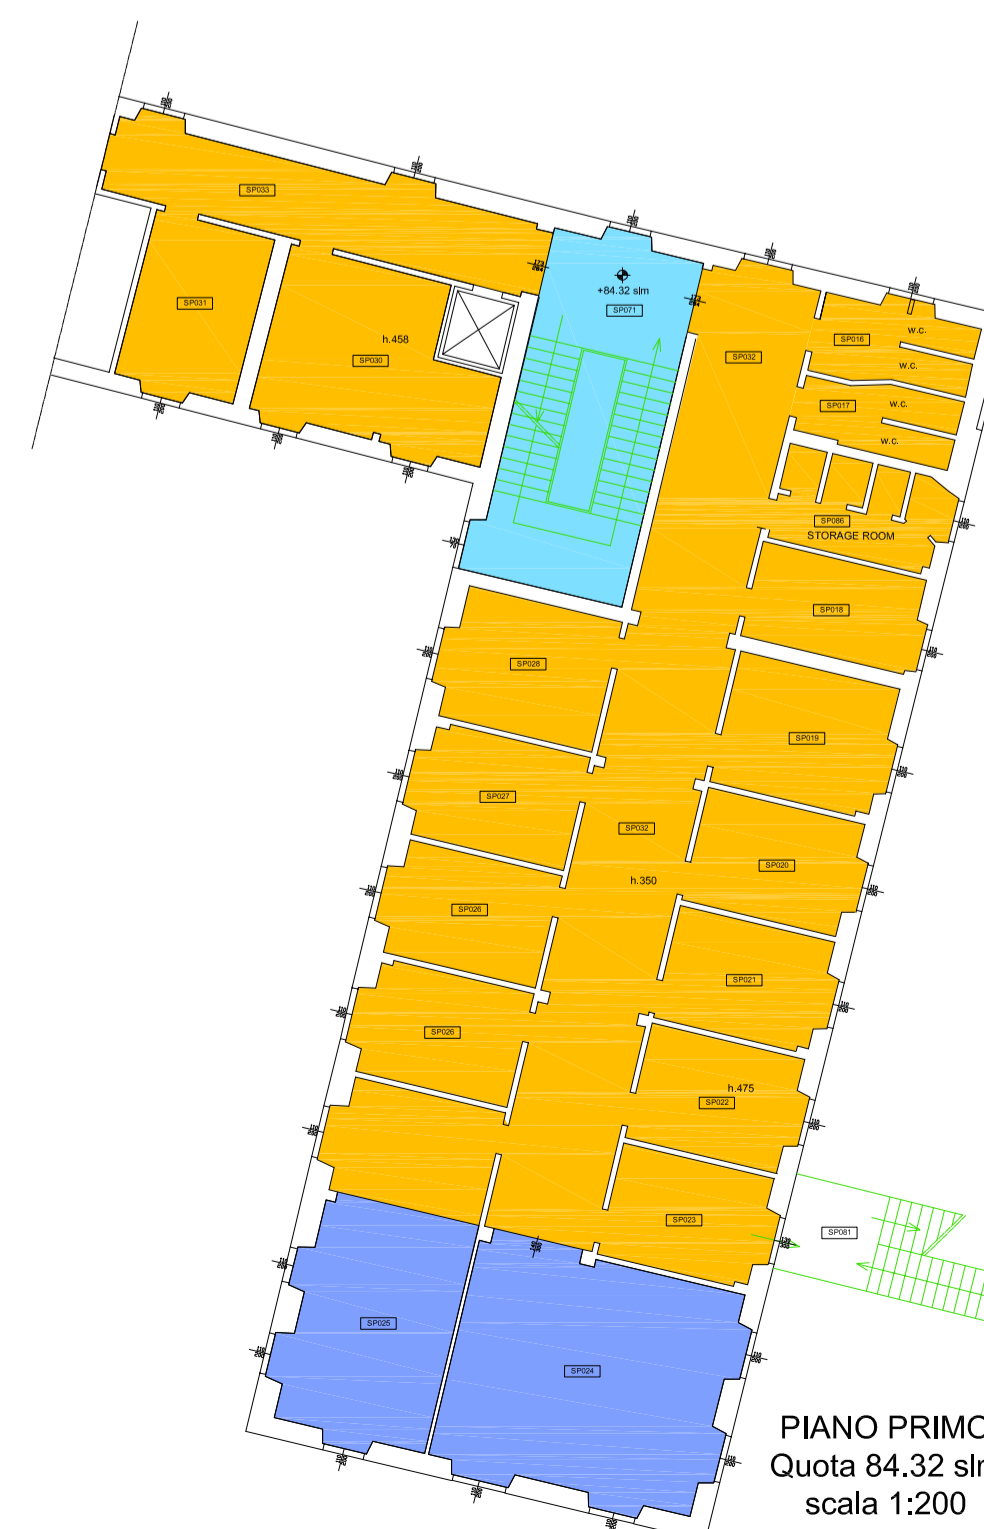 SP033
+84.32 slm
SP071
SP031
h.458
SP030
SP032
SP016
w.c.
w.c.
SP017
w.c.
w.c.
SP086
STORAGE ROOM
SP018
SP028
SP019
SP027
SP032
SP020
h.350
SP026
SP021
SP026
h.475
SP022
SP023
SP081
SP025
SP024
PIANO PRIMO
Quota 84.32 slm
scala 1:200